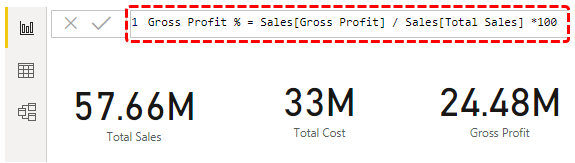 1 Gross Profit % = Sales[Gross Profit] / Sales[Total Sales] *100
57.66M
Total Sales
33M
Total Cost
24.48M
Gross Profit